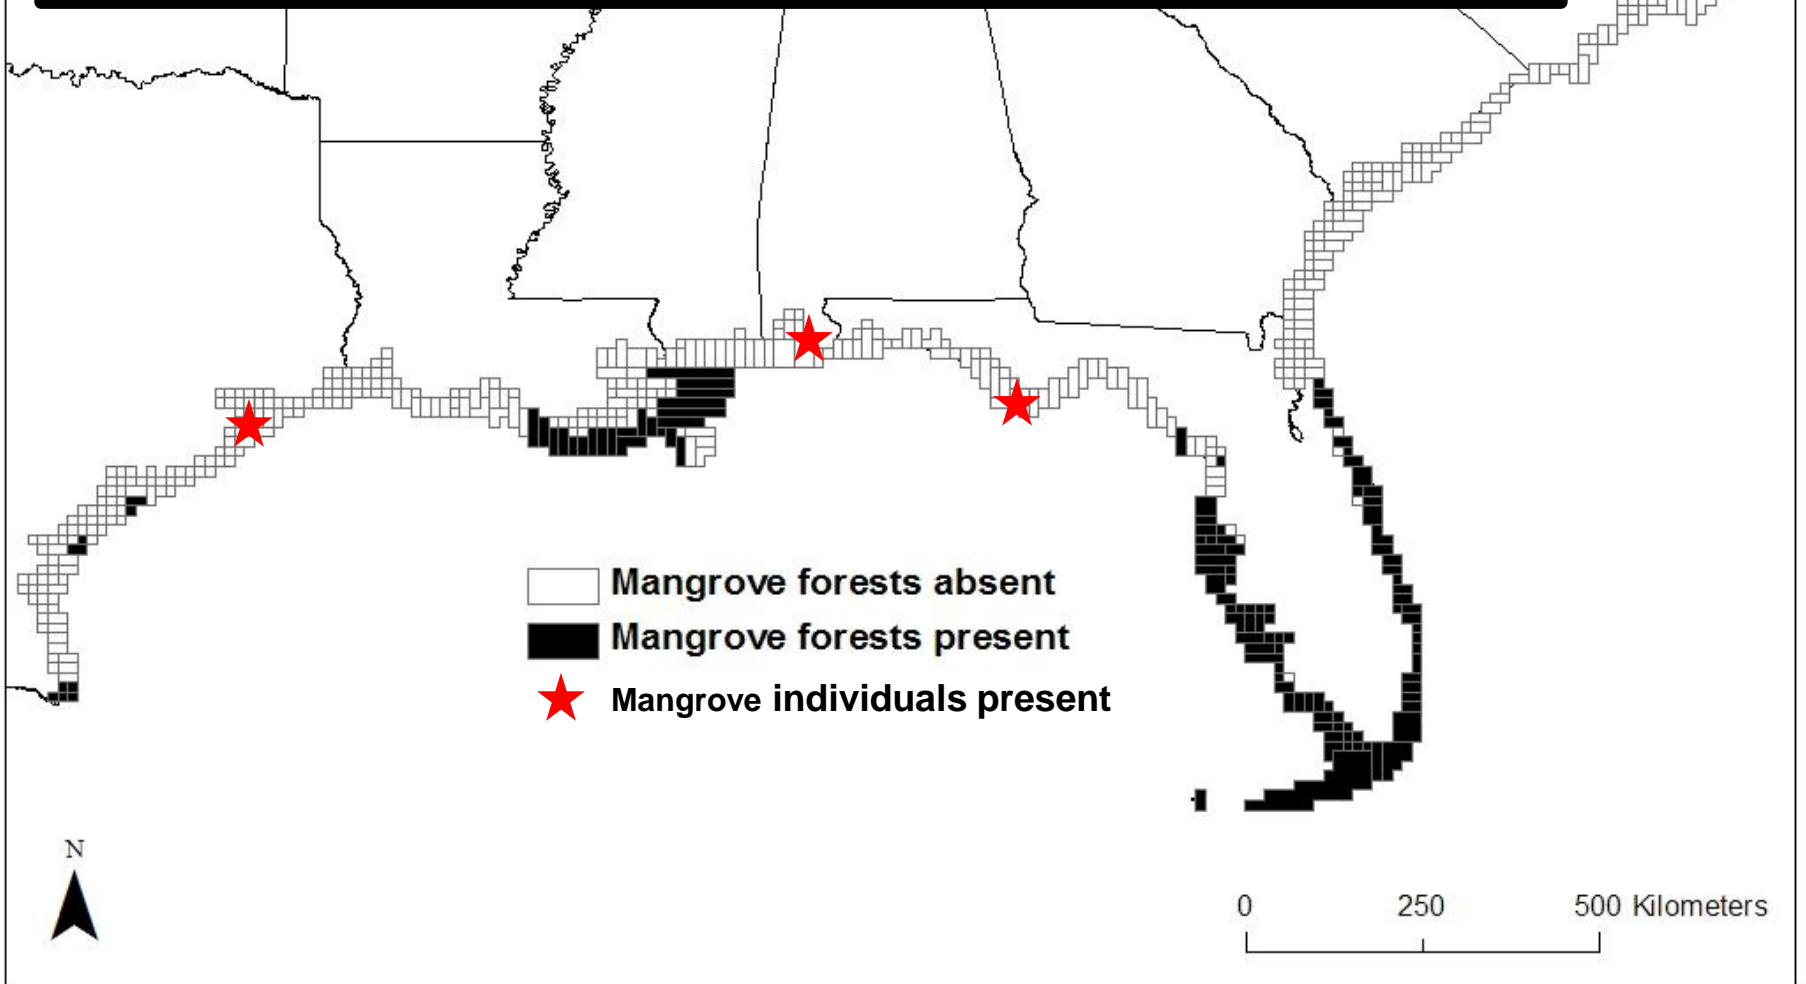 Mangrove forests absent
Mangrove forests present
Mangrove individuals present
N
0 250 500 Kilometers